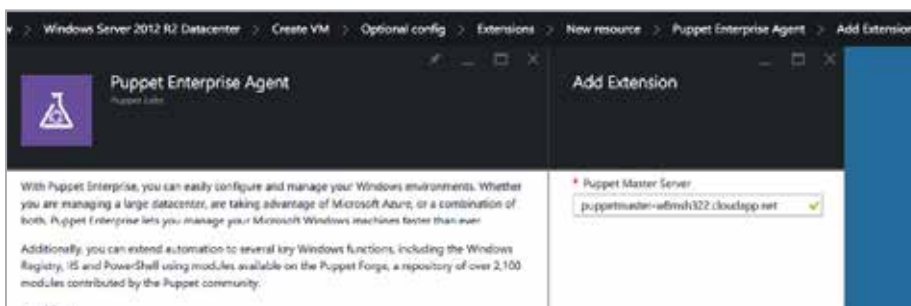 Windows Server 2012 R2 Datacenter > Create VM > Optional config > Extensions > New resource > Puppet Enterprise Agent > Add Extension
Puppet Enterprise Agent
Puppet Labs
Add Extension
With Puppet Enterprise, you can easily configure and manage your Windows environments. Whether
you are managing a large datacenter, are taking advantage of Microsoft Azure, or a combination of
both, Puppet Enterprise lets you manage your Microsoft Windows machines faster than ever.
Additionally, you can extend automation to several key Windows functions, including the Windows
Registry, IIS and PowerShell using modules available on the Puppet Forge, a repository of over 2,100
modules contributed by the Puppet community.
* Puppet Master Server